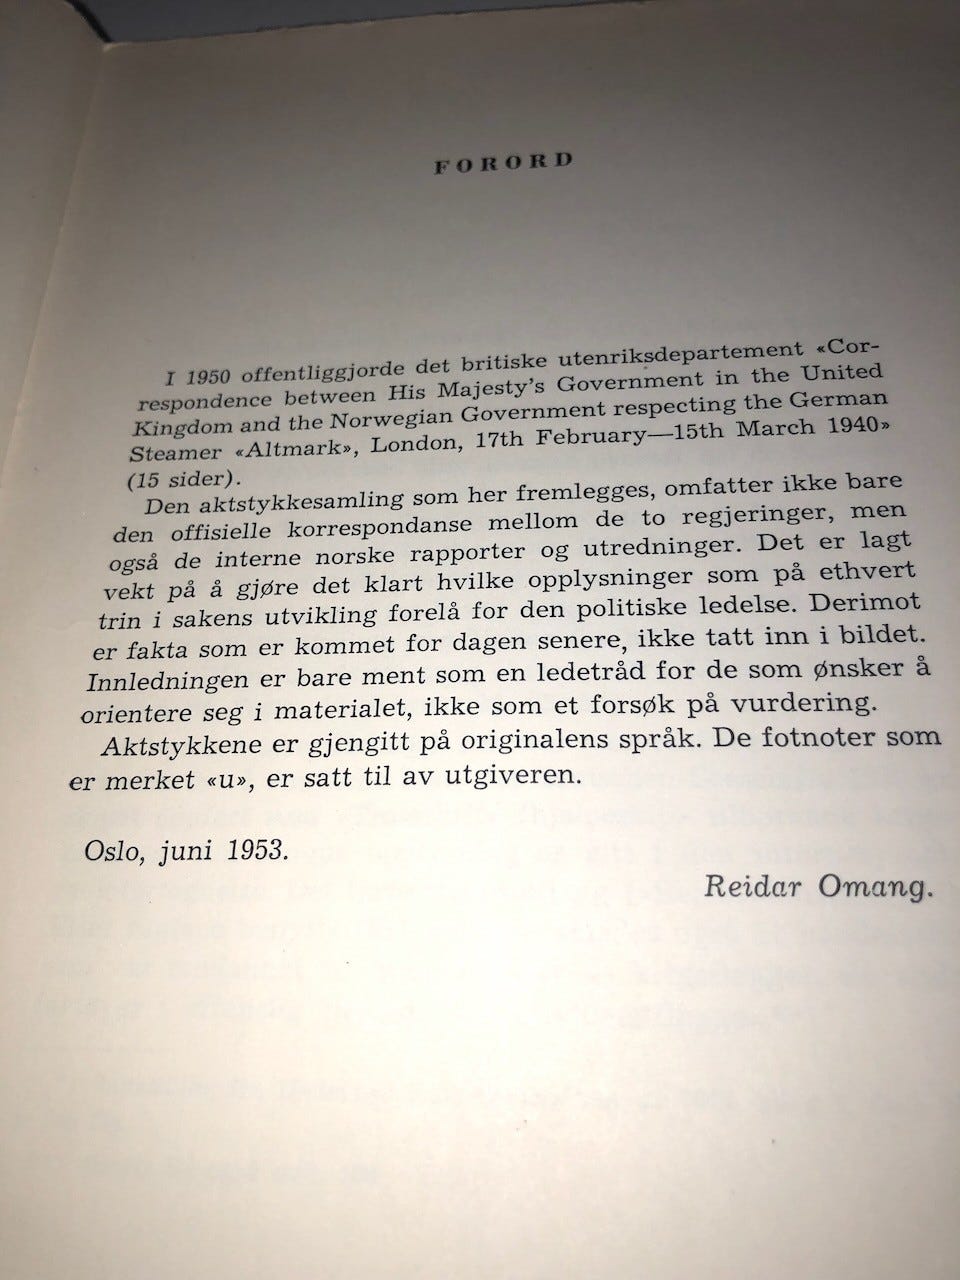 FORORD
I 1950 offentliggjorde det britiske utenriksdepartement «Cor-
respondence between His Majesty's Government in the United
Kingdom and the Norwegian Government respecting the German
Steamer «Altmark», London, 17th February—15th March 1940»
(15 sider).
Den aktstykkesamling som her fremlegges, omfatter ikke bare
den offisielle korrespondanse mellom de to regjeringer, men
også de interne norske rapporter og utredninger. Det er lagt
vekt på å gjøre det klart hvilke opplysninger som på ethvert
trin i sakens utvikling forelå for den politiske ledelse. Derimot
er fakta som er kommet for dagen senere, ikke tatt inn i bildet.
Innledningen er bare ment som en ledetråd for de som ønsker å
orientere seg i materialet, ikke som et forsøk på vurdering.
Aktstykkene er gjengitt på originalens språk. De fotnoter som
er merket «u», er satt til av utgiveren.
Oslo, juni 1953.
Reidar Omang.